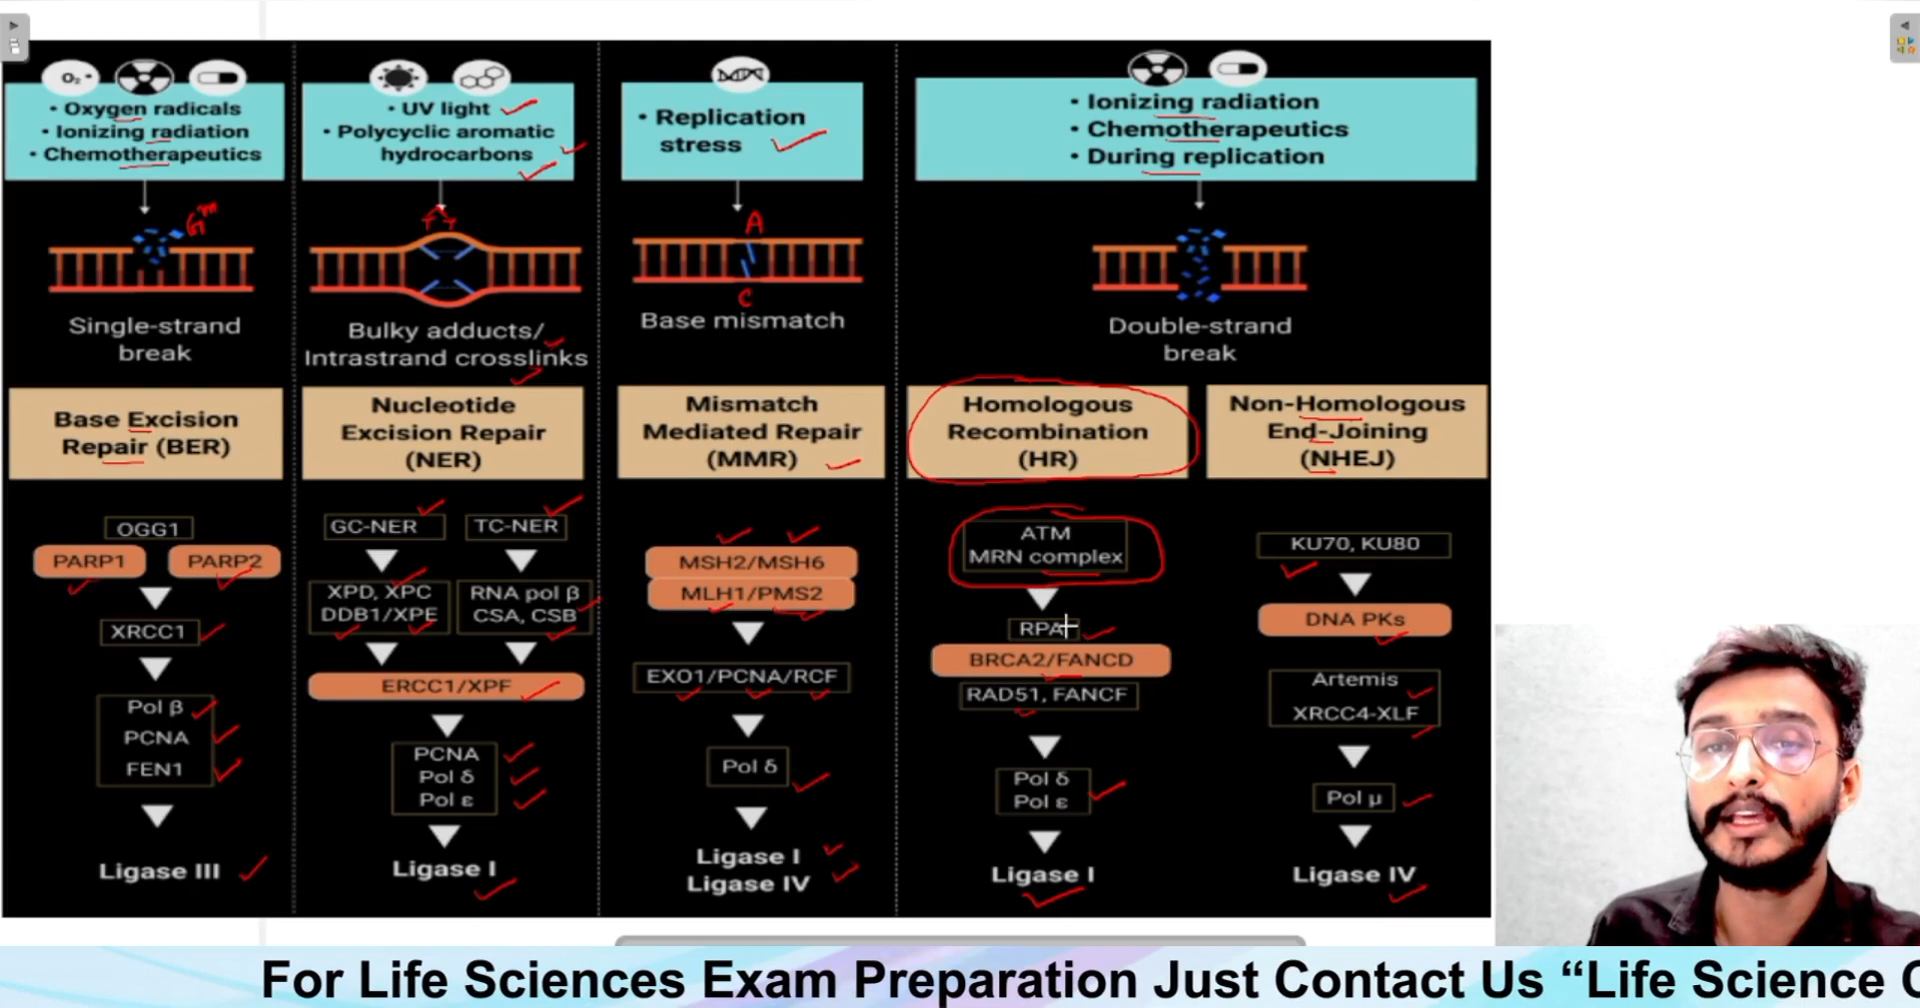 O₂•
• Oxygen radicals
• Ionizing radiation
• Chemotherapeutics
Gm
Single-strand
break
Base Excision
Repair (BER)
OGG1
PARP1
PARP2
XRCC1
Pol β
PCNA
FEN1
Ligase III
• UV light
• Polycyclic aromatic
hydrocarbons
Bulky adducts/
Intrastrand crosslinks
Nucleotide
Excision Repair
(NER)
GC-NER
TC-NER
XPD, XPC
DDB1/XPE
RNA pol β
CSA, CSB
ERCC1/XPF
PCNA
Pol δ
Pol ε
Ligase I
• Replication
stress
A
C
Base mismatch
Mismatch
Mediated Repair
(MMR)
MSH2/MSH6
MLH1/PMS2
EXO1/PCNA/RCF
Pol δ
Ligase I
Ligase IV
• Ionizing radiation
• Chemotherapeutics
• During replication
Double-strand
break
Homologous
Recombination
(HR)
ATM
MRN complex
RPA
BRCA2/FANCD
RAD51, FANCF
Pol δ
Pol ε
Ligase I
Non-Homologous
End-Joining
(NHEJ)
KU70, KU80
DNA PKs
Artemis
XRCC4-XLF
Pol μ
Ligase IV
For Life Sciences Exam Preparation Just Contact Us “Life Science